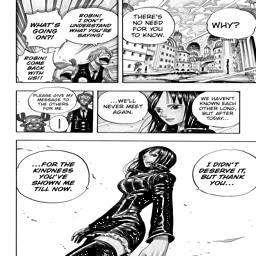 WHY?
THERE'S
NO NEED
FOR YOU
TO KNOW.
ROBIN!
I DON'T
UNDERSTAND
WHAT YOU'RE
SAYING!
WHAT'S
GOING
ON?!
ROBIN!
COME
BACK
WITH
US!!
WE HAVEN'T
KNOWN EACH
OTHER LONG,
BUT AFTER
TODAY...
...WE'LL
NEVER MEET
AGAIN.
PLEASE GIVE MY
MESSAGE TO
THE OTHERS
FOR ME.
!
I DIDN'T
DESERVE IT,
BUT THANK
YOU...
...FOR THE
KINDNESS
YOU'VE
SHOWN ME
TILL NOW.